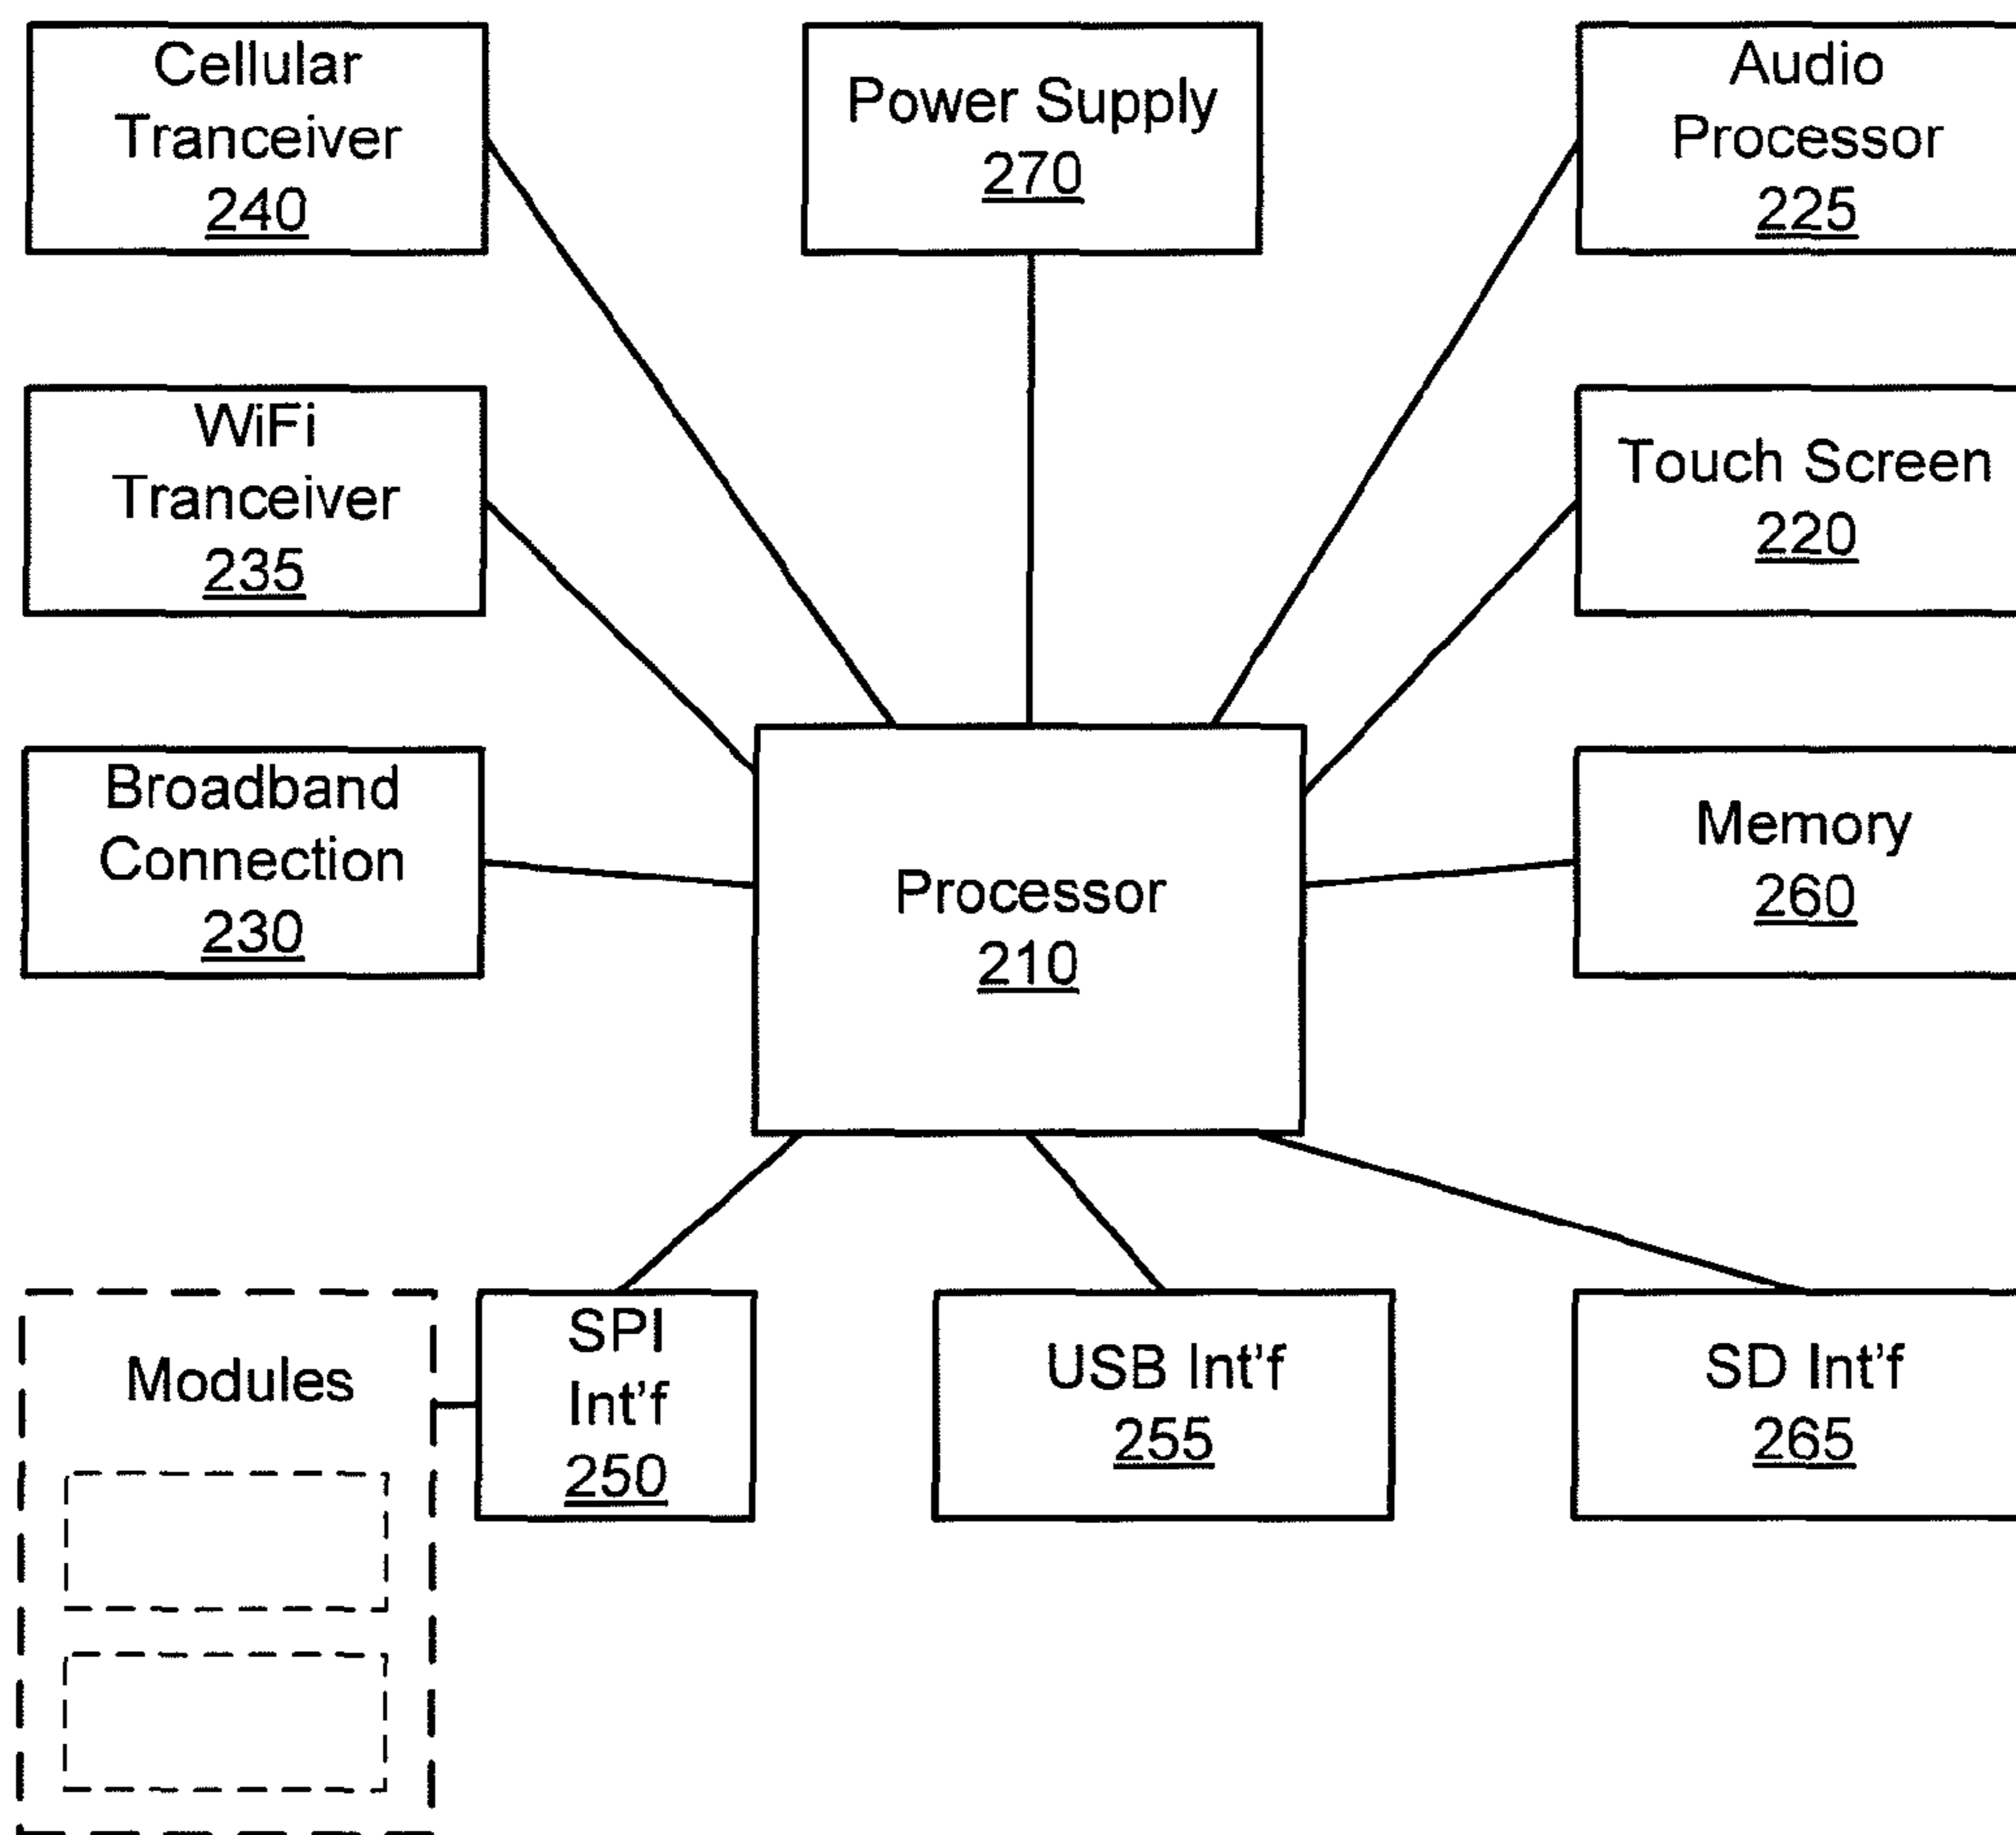 Cellular
Tranceiver
240
Power Supply
270
Audio
Processor
225
WiFi
Tranceiver
235
Touch Screen
220
Broadband
Connection
230
Processor
210
Memory
260
Modules
SPI
Int'f
250
USB Int'f
255
SD Int'f
265